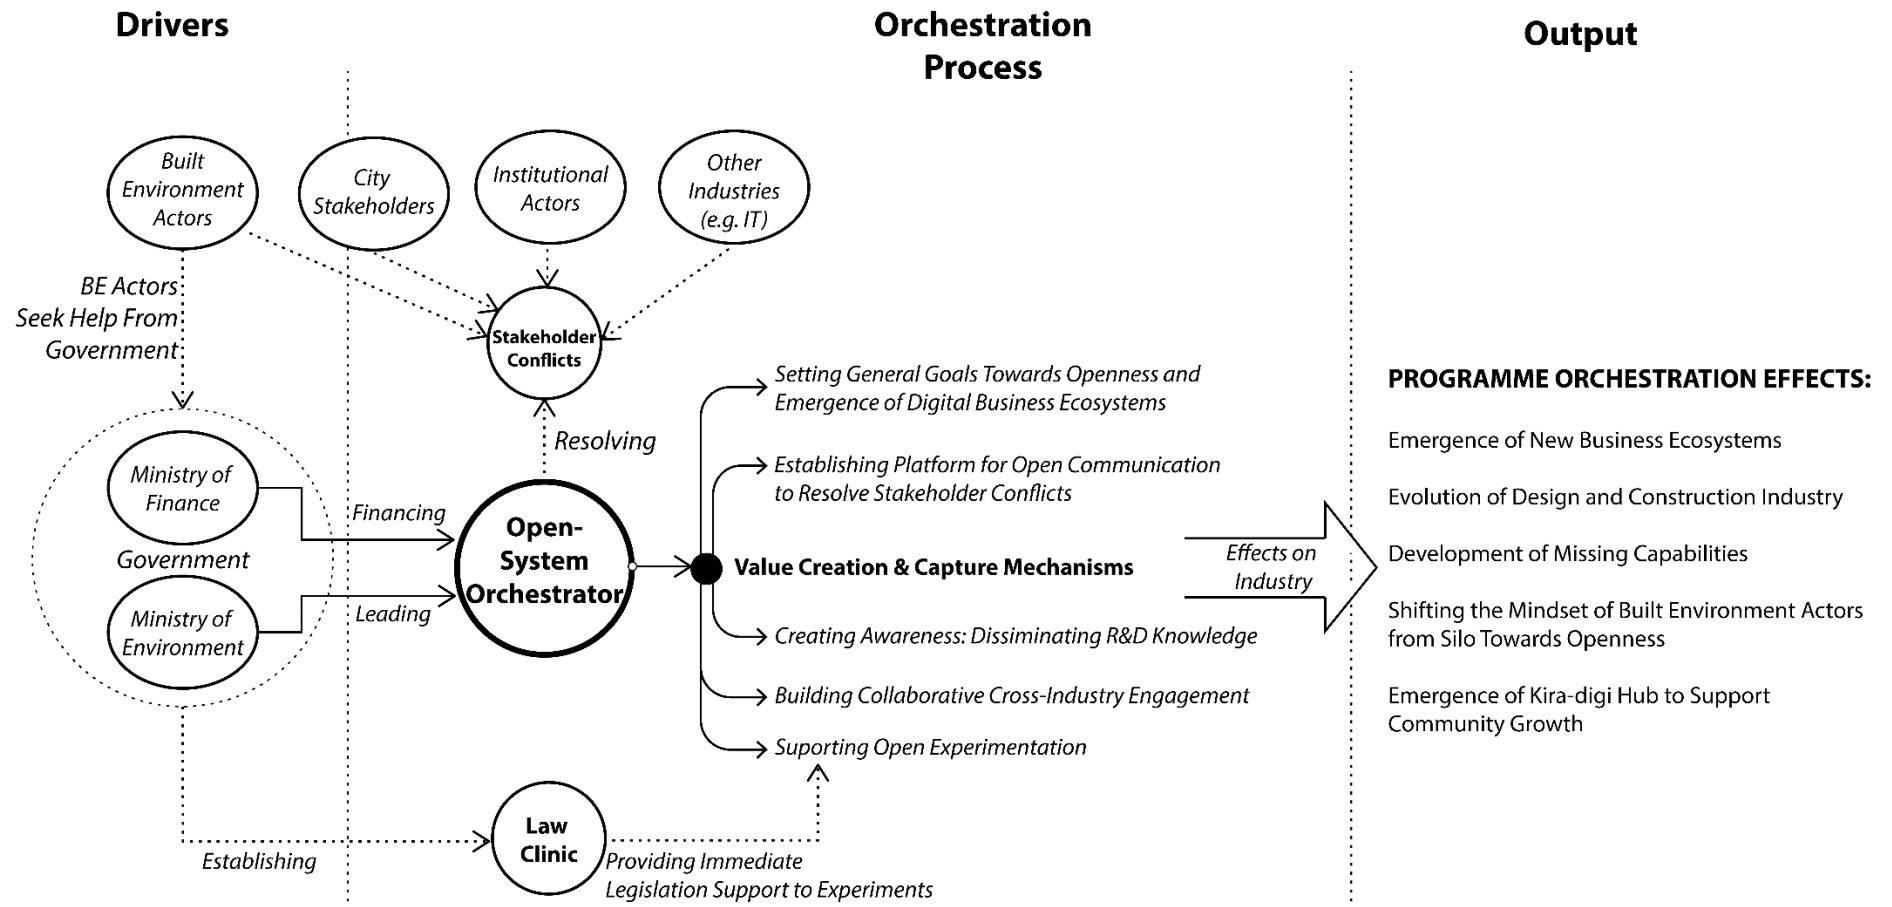 Drivers
Orchestration
Process
Output
Built
Environment
Actors
City
Stakeholders
Institutional
Actors
Other
Industries
(e.g. IT)
BE Actors
Seek Help From
Government
Stakeholder
Conflicts
Resolving
Ministry of
Finance
Government
Ministry of
Environment
Financing
Leading
Open-
System
Orchestrator
Setting General Goals Towards Openness and
Emergence of Digital Business Ecosystems
Establishing Platform for Open Communication
to Resolve Stakeholder Conflicts
Value Creation & Capture Mechanisms
Creating Awareness: Dissiminating R&D Knowledge
Building Collaborative Cross-Industry Engagement
Suporting Open Experimentation
Establishing
Law
Clinic
Providing Immediate
Legislation Support to Experiments
Effects on
Industry
PROGRAMME ORCHESTRATION EFFECTS:
Emergence of New Business Ecosystems
Evolution of Design and Construction Industry
Development of Missing Capabilities
Shifting the Mindset of Built Environment Actors
from Silo Towards Openness
Emergence of Kira-digi Hub to Support
Community Growth